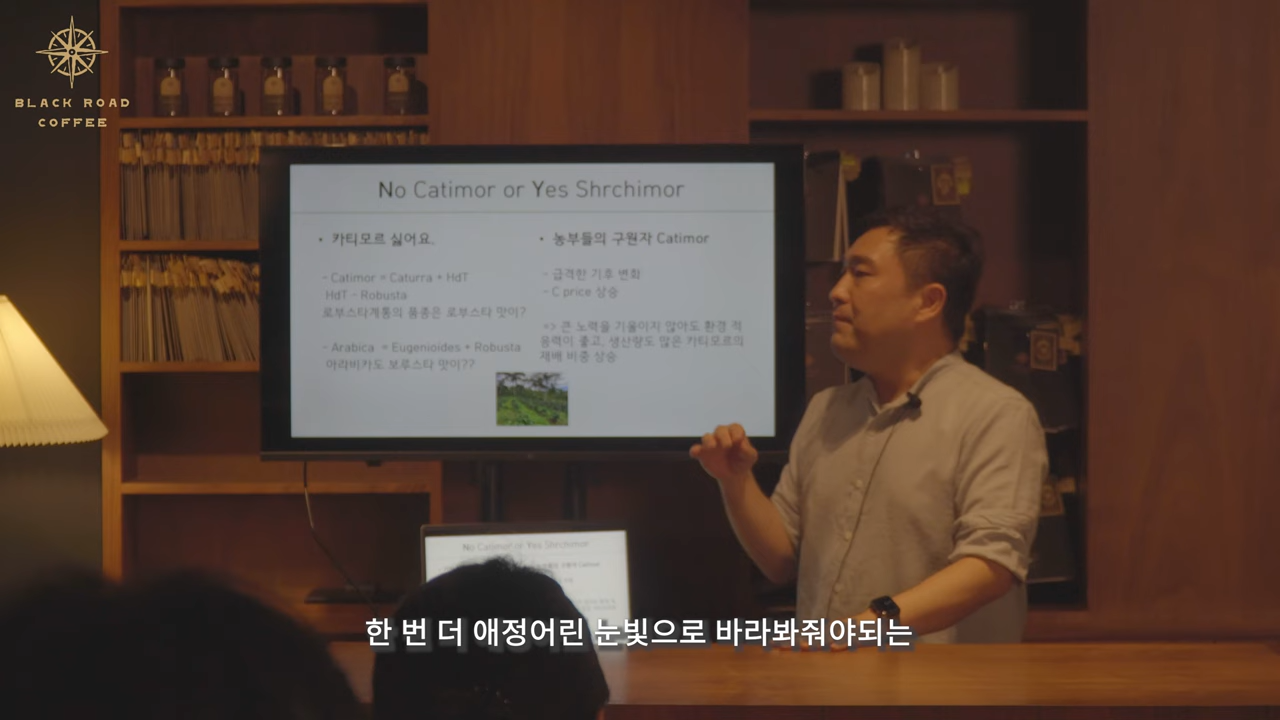 BLACK ROAD
COFFEE
No Catimor or Yes Shrchimor
• 카티모르 싫어요.
- Catimor = Caturra + HdT
HdT - Robusta
로부스타계통의 품종은 로부스타 맛이?
- Arabica = Eugenioides + Robusta
아라비카도 보루스타 맛이??
• 농부들의 구원자 Catimor
- 급격한 기후 변화
- C price 상승
=> 큰 노력을 기울이지 않아도 환경 적
응력이 좋고, 생산량도 많은 카티모르의
재배 비중 상승
No Catimor or Yes Shrchimor
한 번 더 애정어린 눈빛으로 바라봐줘야되는